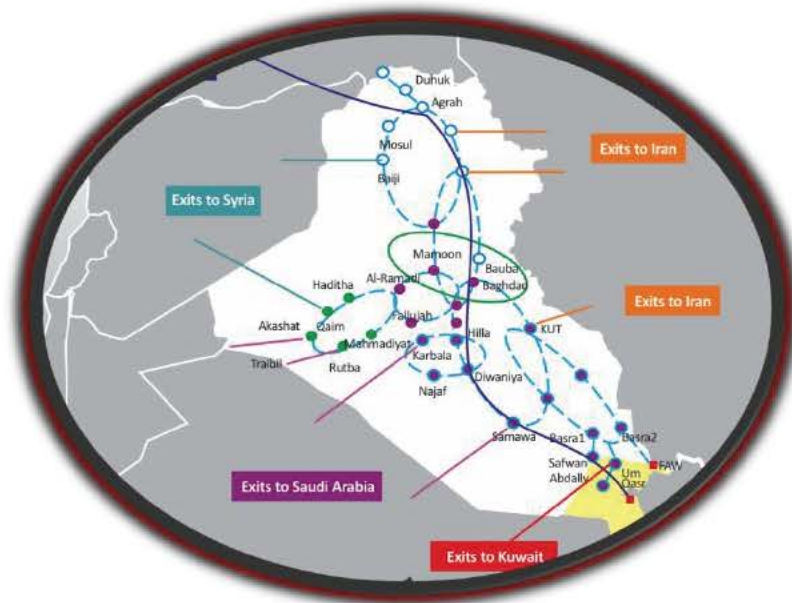 Duhuk
Agrah
Mosul
Exits to Iran
Baiji
Exits to Syria
Mamoon
Bauba
Al-Ramadi
Baghdad
Haditha
Exits to Iran
Fallujah
KUT
Akashat
Qaim
Hilla
Mahmadiyat
Karbala
Traibil
Rutba
Diwaniya
Najaf
Samawa
Basra1
Basra2
Safwan
FAW
Abdally
Um
Qasr
Exits to Saudi Arabia
Exits to Kuwait